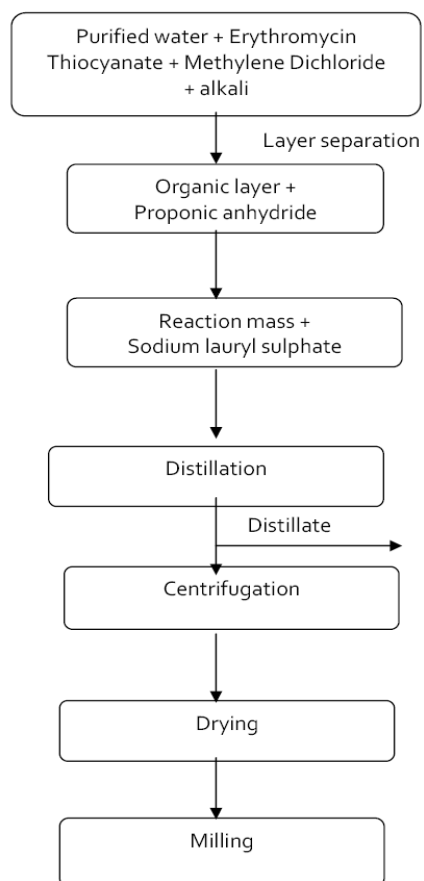 Purified water + Erythromycin
Thiocyanate + Methylene Dichloride
+ alkali
Layer separation
Organic layer +
Proponic anhydride
Reaction mass +
Sodium lauryl sulphate
Distillation
Distillate
Centrifugation
Drying
Milling